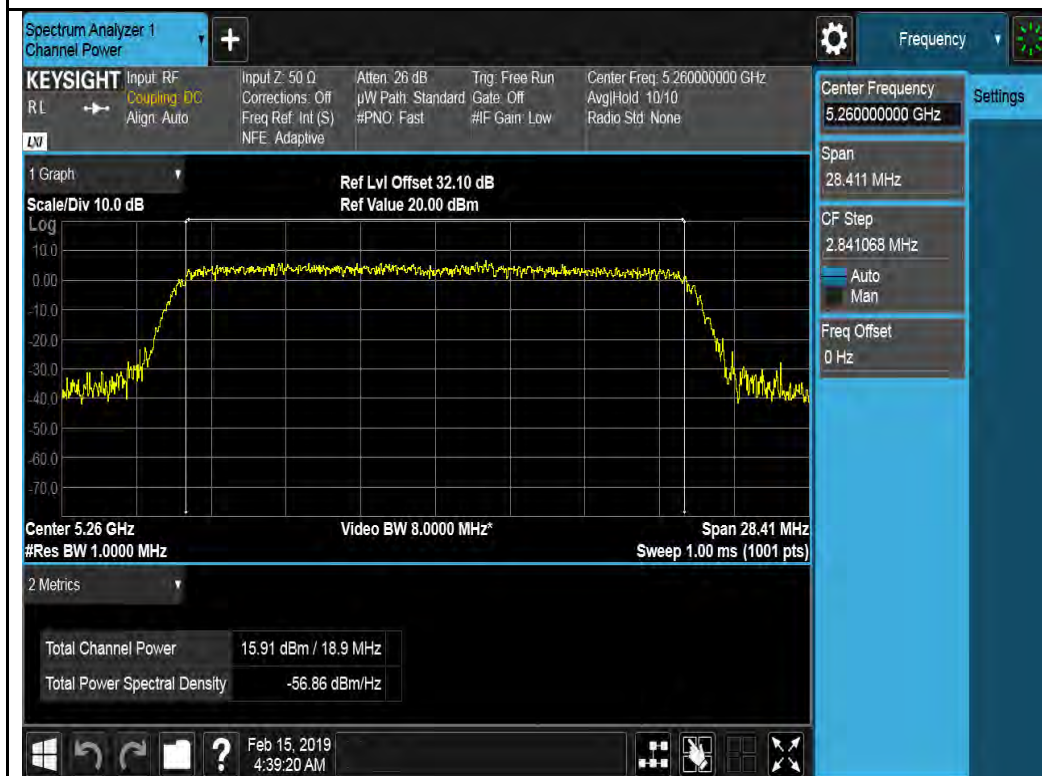 Spectrum Analyzer 1
Channel Power
+
Frequency
KEYSIGHT
RL
LXI
Input: RF
Coupling: DC
Align: Auto
Input Z: 50 Ω
Corrections: Off
Freq Ref: Int (S)
NFE: Adaptive
Atten: 26 dB
µW Path: Standard
#PNO: Fast
Trig: Free Run
Gate: Off
#IF Gain: Low
Center Freq: 5.260000000 GHz
Avg|Hold: 10/10
Radio Std: None
Center Frequency
5.260000000 GHz
Settings
Span
28.411 MHz
CF Step
2.841068 MHz
Auto
Man
Freq Offset
0 Hz
1 Graph
Scale/Div 10.0 dB
Ref Lvl Offset 32.10 dB
Ref Value 20.00 dBm
Log
10.0
0.00
-10.0
-20.0
-30.0
-40.0
-50.0
-60.0
-70.0
Center 5.26 GHz
#Res BW 1.0000 MHz
Video BW 8.0000 MHz*
Span 28.41 MHz
Sweep 1.00 ms (1001 pts)
2 Metrics
Total Channel Power 15.91 dBm / 18.9 MHz
Total Power Spectral Density -56.86 dBm/Hz
?
Feb 15, 2019
4:39:20 AM